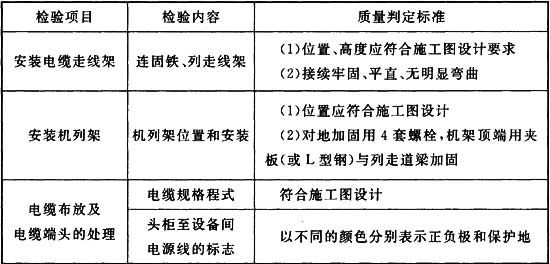 检验项目
检验内容
质量判定标准
安装电缆走线架
连固铁、列走线架
(1)位置、高度应符合施工图设计要求
(2)接续牢固、平直、无明显弯曲
安装机列架
机列架位置和安装
(1)位置应符合施工图设计
(2)对地加固用4套螺栓,机架顶端用夹
板(或L型钢)与列走道梁加固
电缆布放及
电缆端头的处理
电缆规格程式
符合施工图设计
头柜至设备间
电源线的标志
以不同的颜色分别表示正负极和保护地